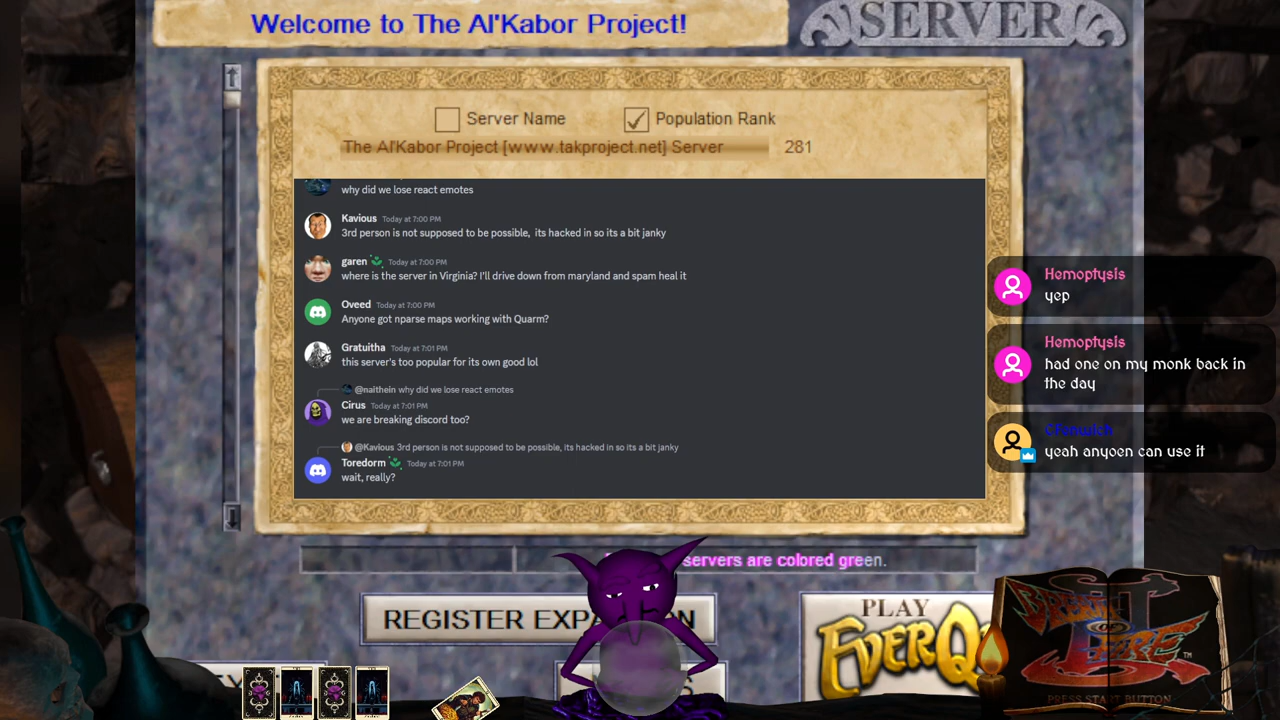 Welcome to The Al'Kabor Project!
SERVER
Server Name
Population Rank
The Al'Kabor Project [www.takproject.net] Server
281
why did we lose react emotes
Kavious Today at 7:00 PM
3rd person is not supposed to be possible, its hacked in so its a bit janky
garen Today at 7:00 PM
where is the server in Virginia? I'll drive down from maryland and spam heal it
Oveed Today at 7:00 PM
Anyone got nparse maps working with Quarm?
Gratuitha Today at 7:01 PM
this server's too popular for its own good lol
@naithein why did we lose react emotes
Cirus Today at 7:01 PM
we are breaking discord too?
@Kavious 3rd person is not supposed to be possible, its hacked in so its a bit janky
Toredorm Today at 7:01 PM
wait, really?
Hemoptysis
yep
Hemoptysis
had one on my monk back in
the day
yeah anyoen can use it
servers are colored green.
REGISTER EXPA
N
PLAY
EVERQ
BREATH
OF
FIRE
II
TM
PRESS START BUTTON